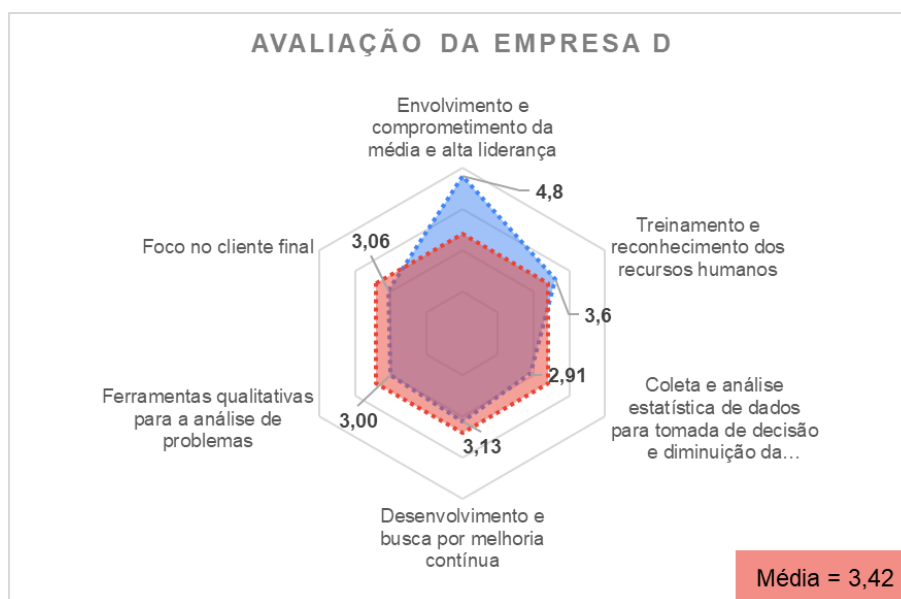 AVALIAÇÃO DA EMPRESA D
Envolvimento e
comprometimento da
média e alta liderança
4,8
Treinamento e
reconhecimento dos
recursos humanos
3,6
Coleta e análise
estatística de dados
para tomada de decisão
e diminuição da...
2,91
Desenvolvimento e
busca por melhoria
contínua
3,13
Ferramentas qualitativas
para a análise de
problemas
3,00
Foco no cliente final
3,06
Média = 3,42